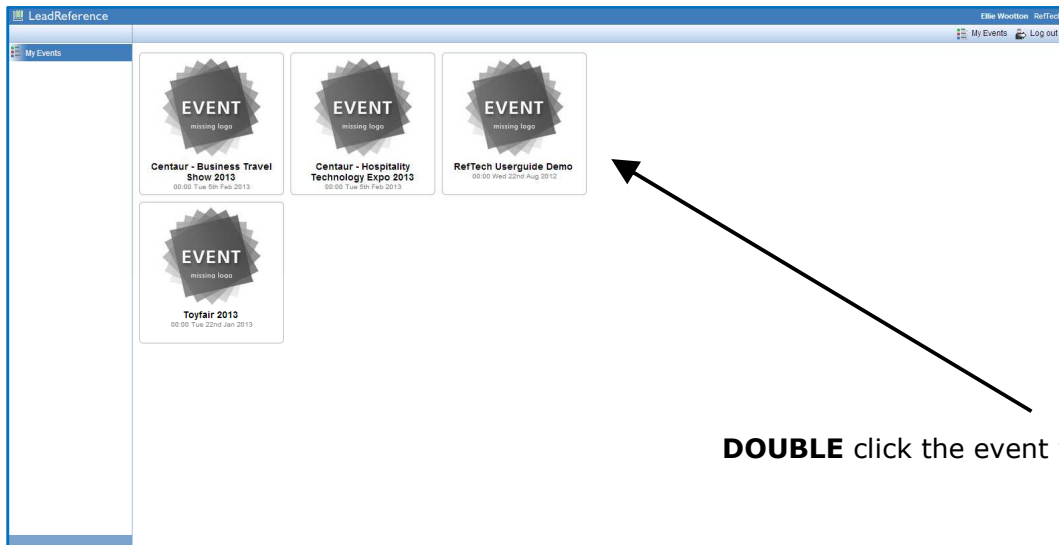 LeadReference
Ellie Wootton RefTech
My Events Log out
My Events
EVENT
missing logo
Centaur - Business Travel
Show 2013
00:00 Tue 5th Feb 2013
EVENT
missing logo
Centaur - Hospitality
Technology Expo 2013
00:00 Tue 5th Feb 2013
EVENT
missing logo
RefTech Userguide Demo
00:00 Wed 22nd Aug 2012
EVENT
missing logo
Toyfair 2013
00:00 Tue 22nd Jan 2013
DOUBLE click the event